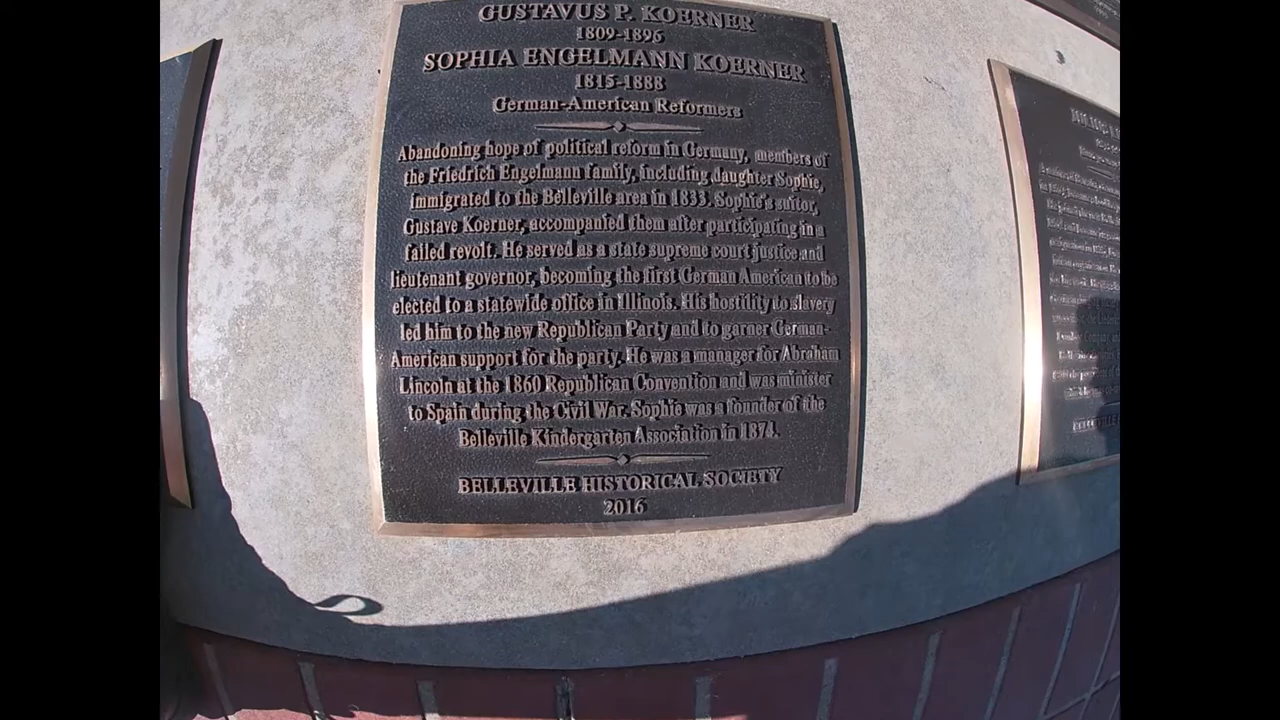 GUSTAVUS P. KOERNER
1809-1896
SOPHIA ENGELMANN KOERNER
1815-1888
German-American Reformers
Abandoning hope of political reform in Germany, members of
the Friedrich Engelmann family, including daughter Sophie,
immigrated to the Belleville area in 1833. Sophie's suitor,
Gustave Koerner, accompanied them after participating in a
failed revolt. He served as a state supreme court justice and
lieutenant governor, becoming the first German American to be
elected to a statewide office in Illinois. His hostility to slavery
led him to the new Republican Party and to garner German-
American support for the party. He was a manager for Abraham
Lincoln at the 1860 Republican Convention and was minister
to Spain during the Civil War. Sophie was a founder of the
Belleville Kindergarten Association in 1874.
BELLEVILLE HISTORICAL SOCIETY
2016